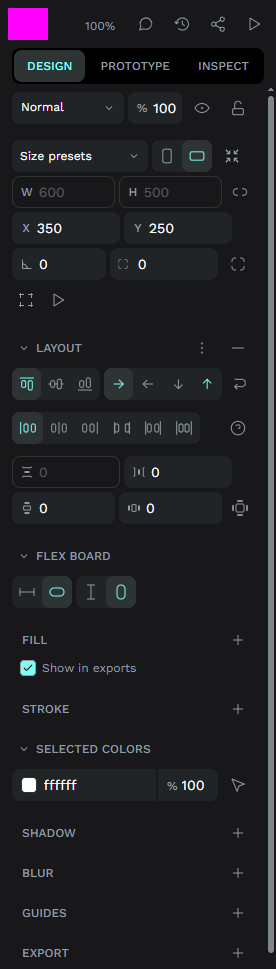 100%
DESIGN PROTOTYPE INSPECT
Normal % 100
Size presets
W 600 H 500
X 350 Y 250
0 0
LAYOUT
0 0
0 0
FLEX BOARD
FILL
Show in exports
STROKE
SELECTED COLORS
ffffff % 100
SHADOW
BLUR
GUIDES
EXPORT